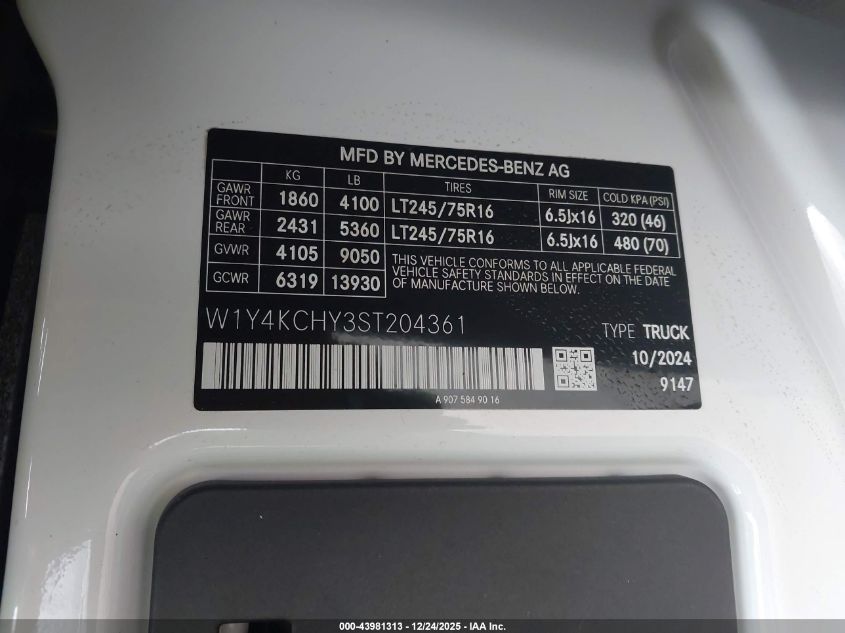 MFD BY MERCEDES-BENZ AG
KG LB TIRES RIM SIZE COLD KPA (PSI)
GAWR FRONT 1860 4100 LT245/75R16 6.5Jx16 320 (46)
GAWR REAR 2431 5360 LT245/75R16 6.5Jx16 480 (70)
GVWR 4105 9050
GCWR 6319 13930
THIS VEHICLE CONFORMS TO ALL APPLICABLE FEDERAL
VEHICLE SAFETY STANDARDS IN EFFECT ON THE DATE
OF MANUFACTURE SHOWN BELOW.
W1Y4KCHY3ST204361
TYPE TRUCK
10/2024
9147
A 907 584 90 16
000-43981313 - 12/24/2025 - IAA Inc.